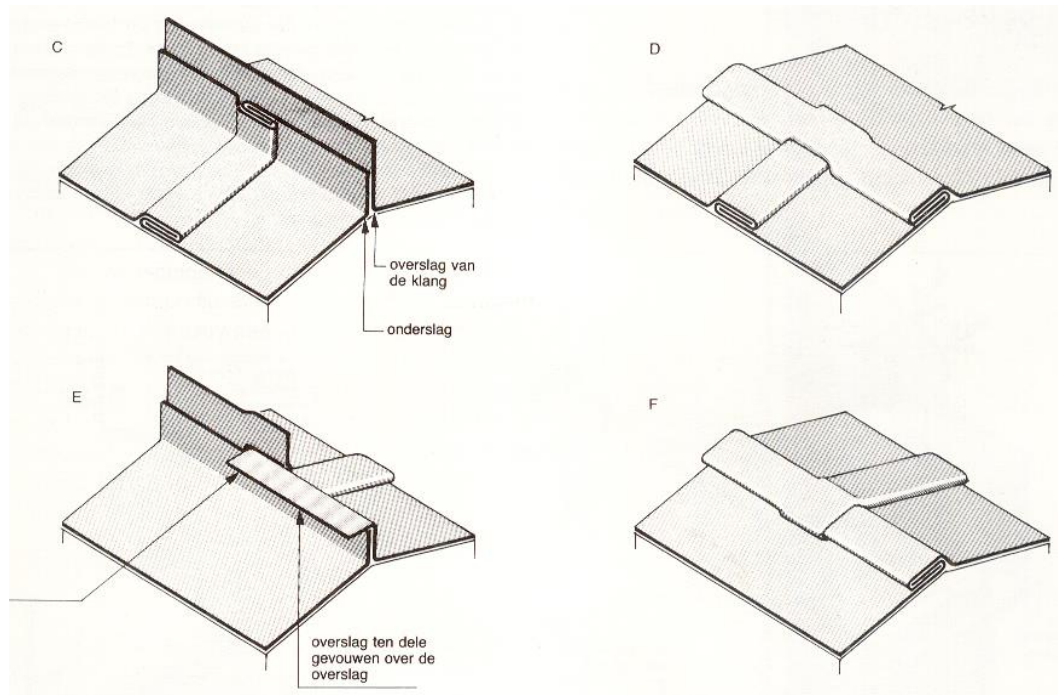 C
D
overslag van
de klang
onderslag
E
F
overslag ten dele
gevouwen over de
overslag